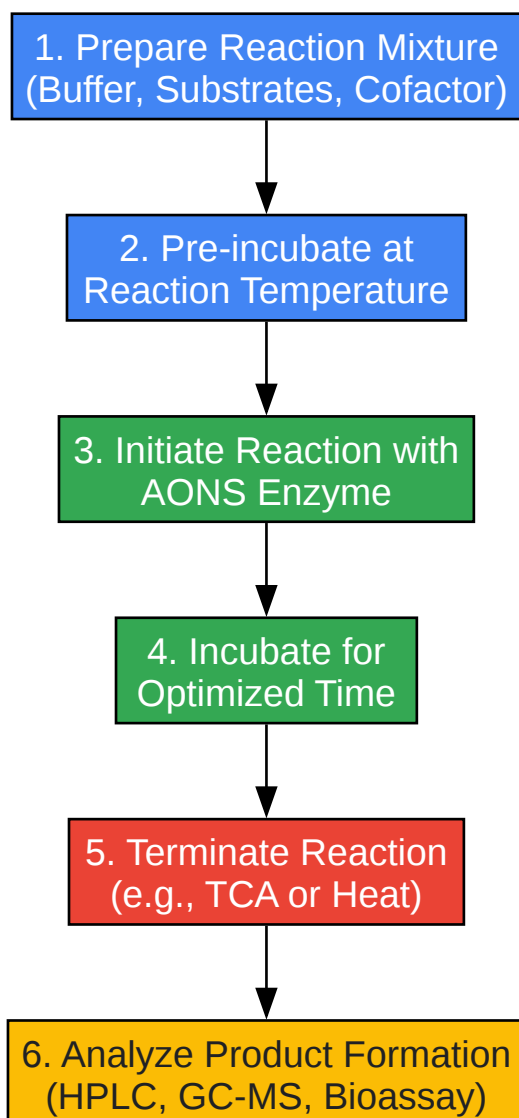 1. Prepare Reaction Mixture
(Buffer, Substrates, Cofactor)
2. Pre-incubate at
Reaction Temperature
3. Initiate Reaction with
AONS Enzyme
4. Incubate for
Optimized Time
5. Terminate Reaction
(e.g., TCA or Heat)
6. Analyze Product Formation
(HPLC, GC-MS, Bioassay)